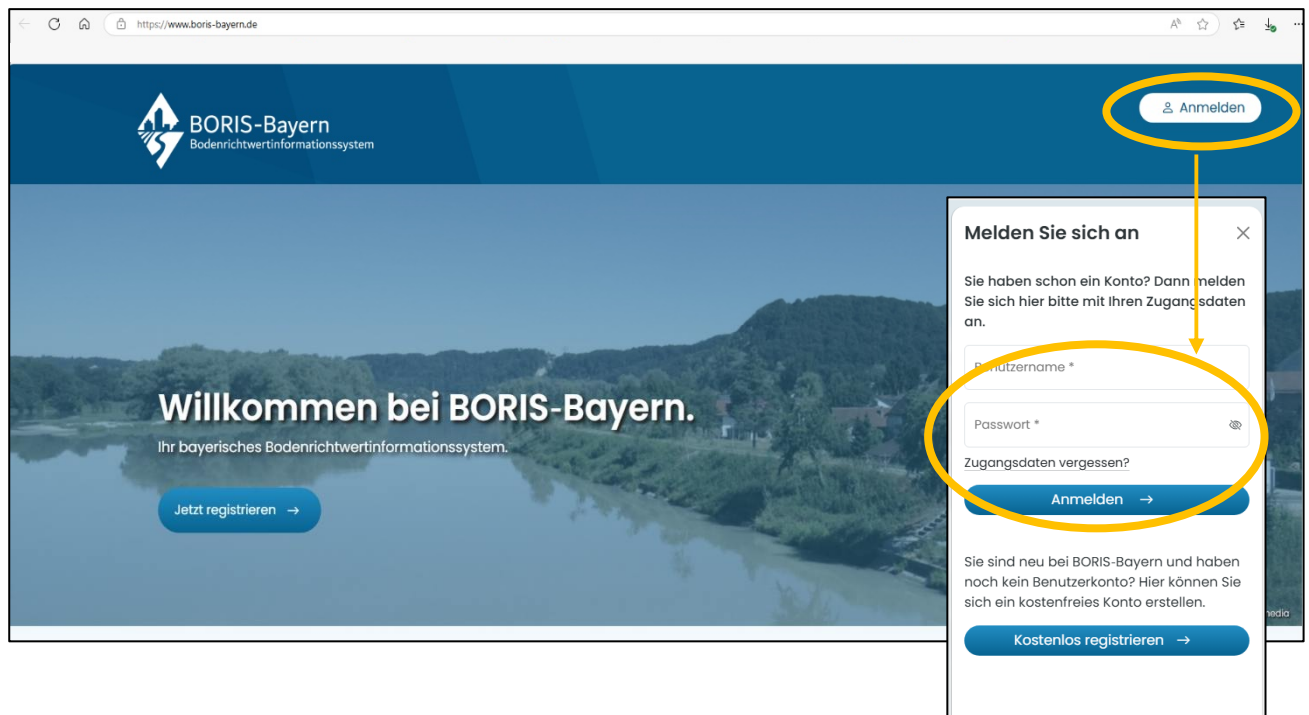 https://www.boris-bayern.de
Anmelden
BORIS-Bayern
Bodenrichtwertinformationssystem
Willkommen bei BORIS-Bayern.
Ihr bayerisches Bodenrichtwertinformationssystem.
Jetzt registrieren →
Melden Sie sich an
Sie haben schon ein Konto? Dann melden
Sie sich hier bitte mit Ihren Zugangsdaten
an.
Benutzername *
Passwort *
Zugangsdaten vergessen?
Anmelden →
Sie sind neu bei BORIS-Bayern und haben
noch kein Benutzerkonto? Hier können Sie
sich ein kostenfreies Konto erstellen.
Kostenlos registrieren →